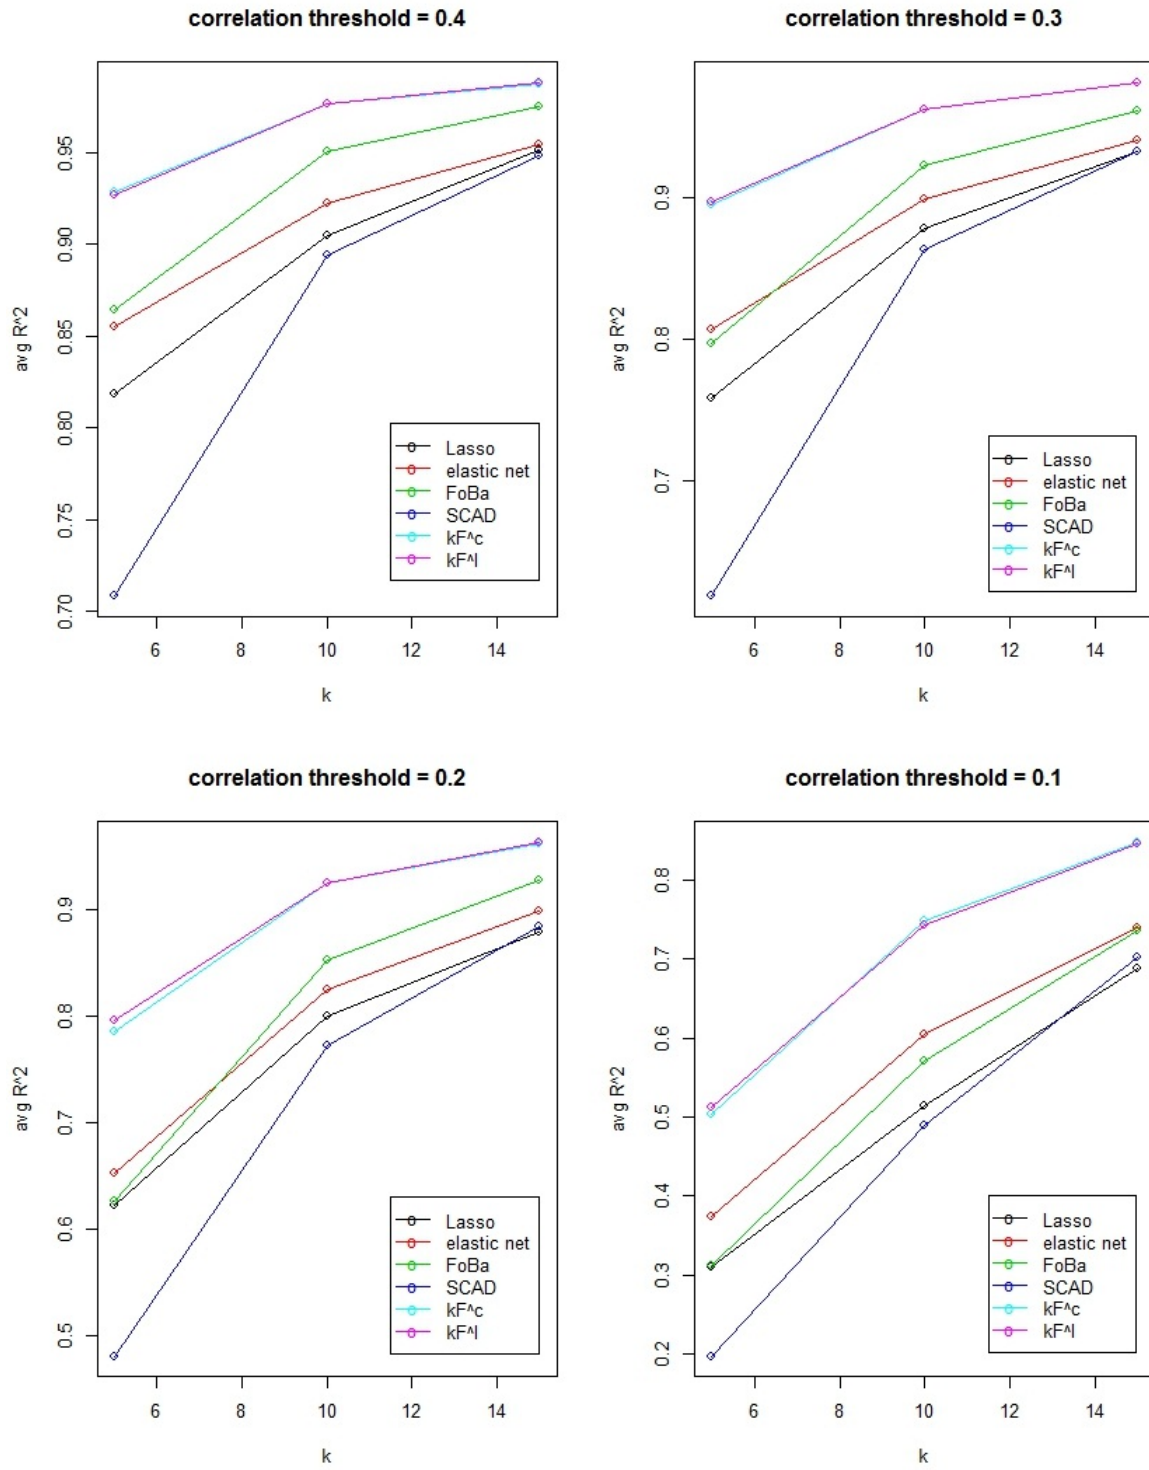 correlation threshold = 0.4
avg R^2
0.95
0.90
0.85
0.80
0.75
0.70
Lasso
elastic net
FoBa
SCAD
kF^c
kF^l
6 8 10 12 14
k
correlation threshold = 0.3
avg R^2
0.9
0.8
0.7
Lasso
elastic net
FoBa
SCAD
kF^c
kF^l
6 8 10 12 14
k
correlation threshold = 0.2
avg R^2
0.9
0.8
0.7
0.6
0.5
Lasso
elastic net
FoBa
SCAD
kF^c
kF^l
6 8 10 12 14
k
correlation threshold = 0.1
avg R^2
0.8
0.7
0.6
0.5
0.4
0.3
0.2
Lasso
elastic net
FoBa
SCAD
kF^c
kF^l
6 8 10 12 14
k